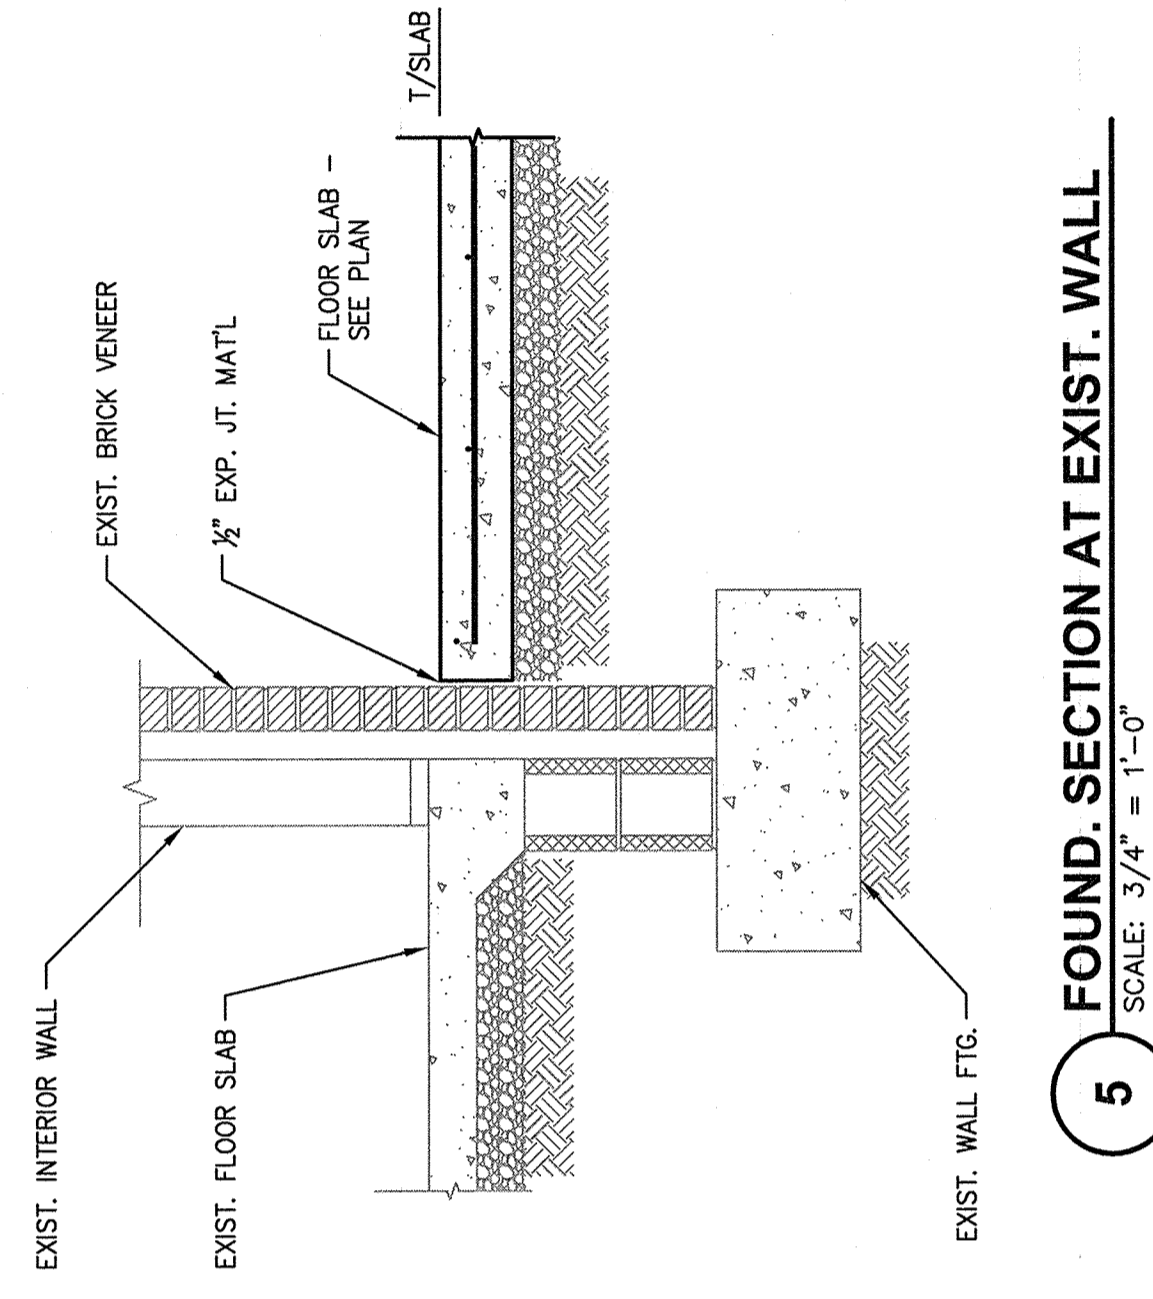 EXIST. INTERIOR WALL
EXIST. FLOOR SLAB
EXIST. BRICK VENEER
½" EXP. JT. MAT'L
FLOOR SLAB –
SEE PLAN
T/SLAB
EXIST. WALL FTG.
5
FOUND. SECTION AT EXIST. WALL
SCALE: 3/4" = 1'-0"